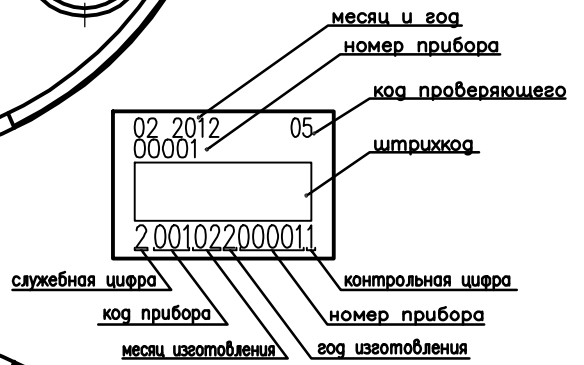 месяц и год
номер прибора
код проверяющего
02 2012 05
00001
штрихкод
2 001022000011
служебная цифра
контрольная цифра
код прибора
номер прибора
месяц изготовления
год изготовления